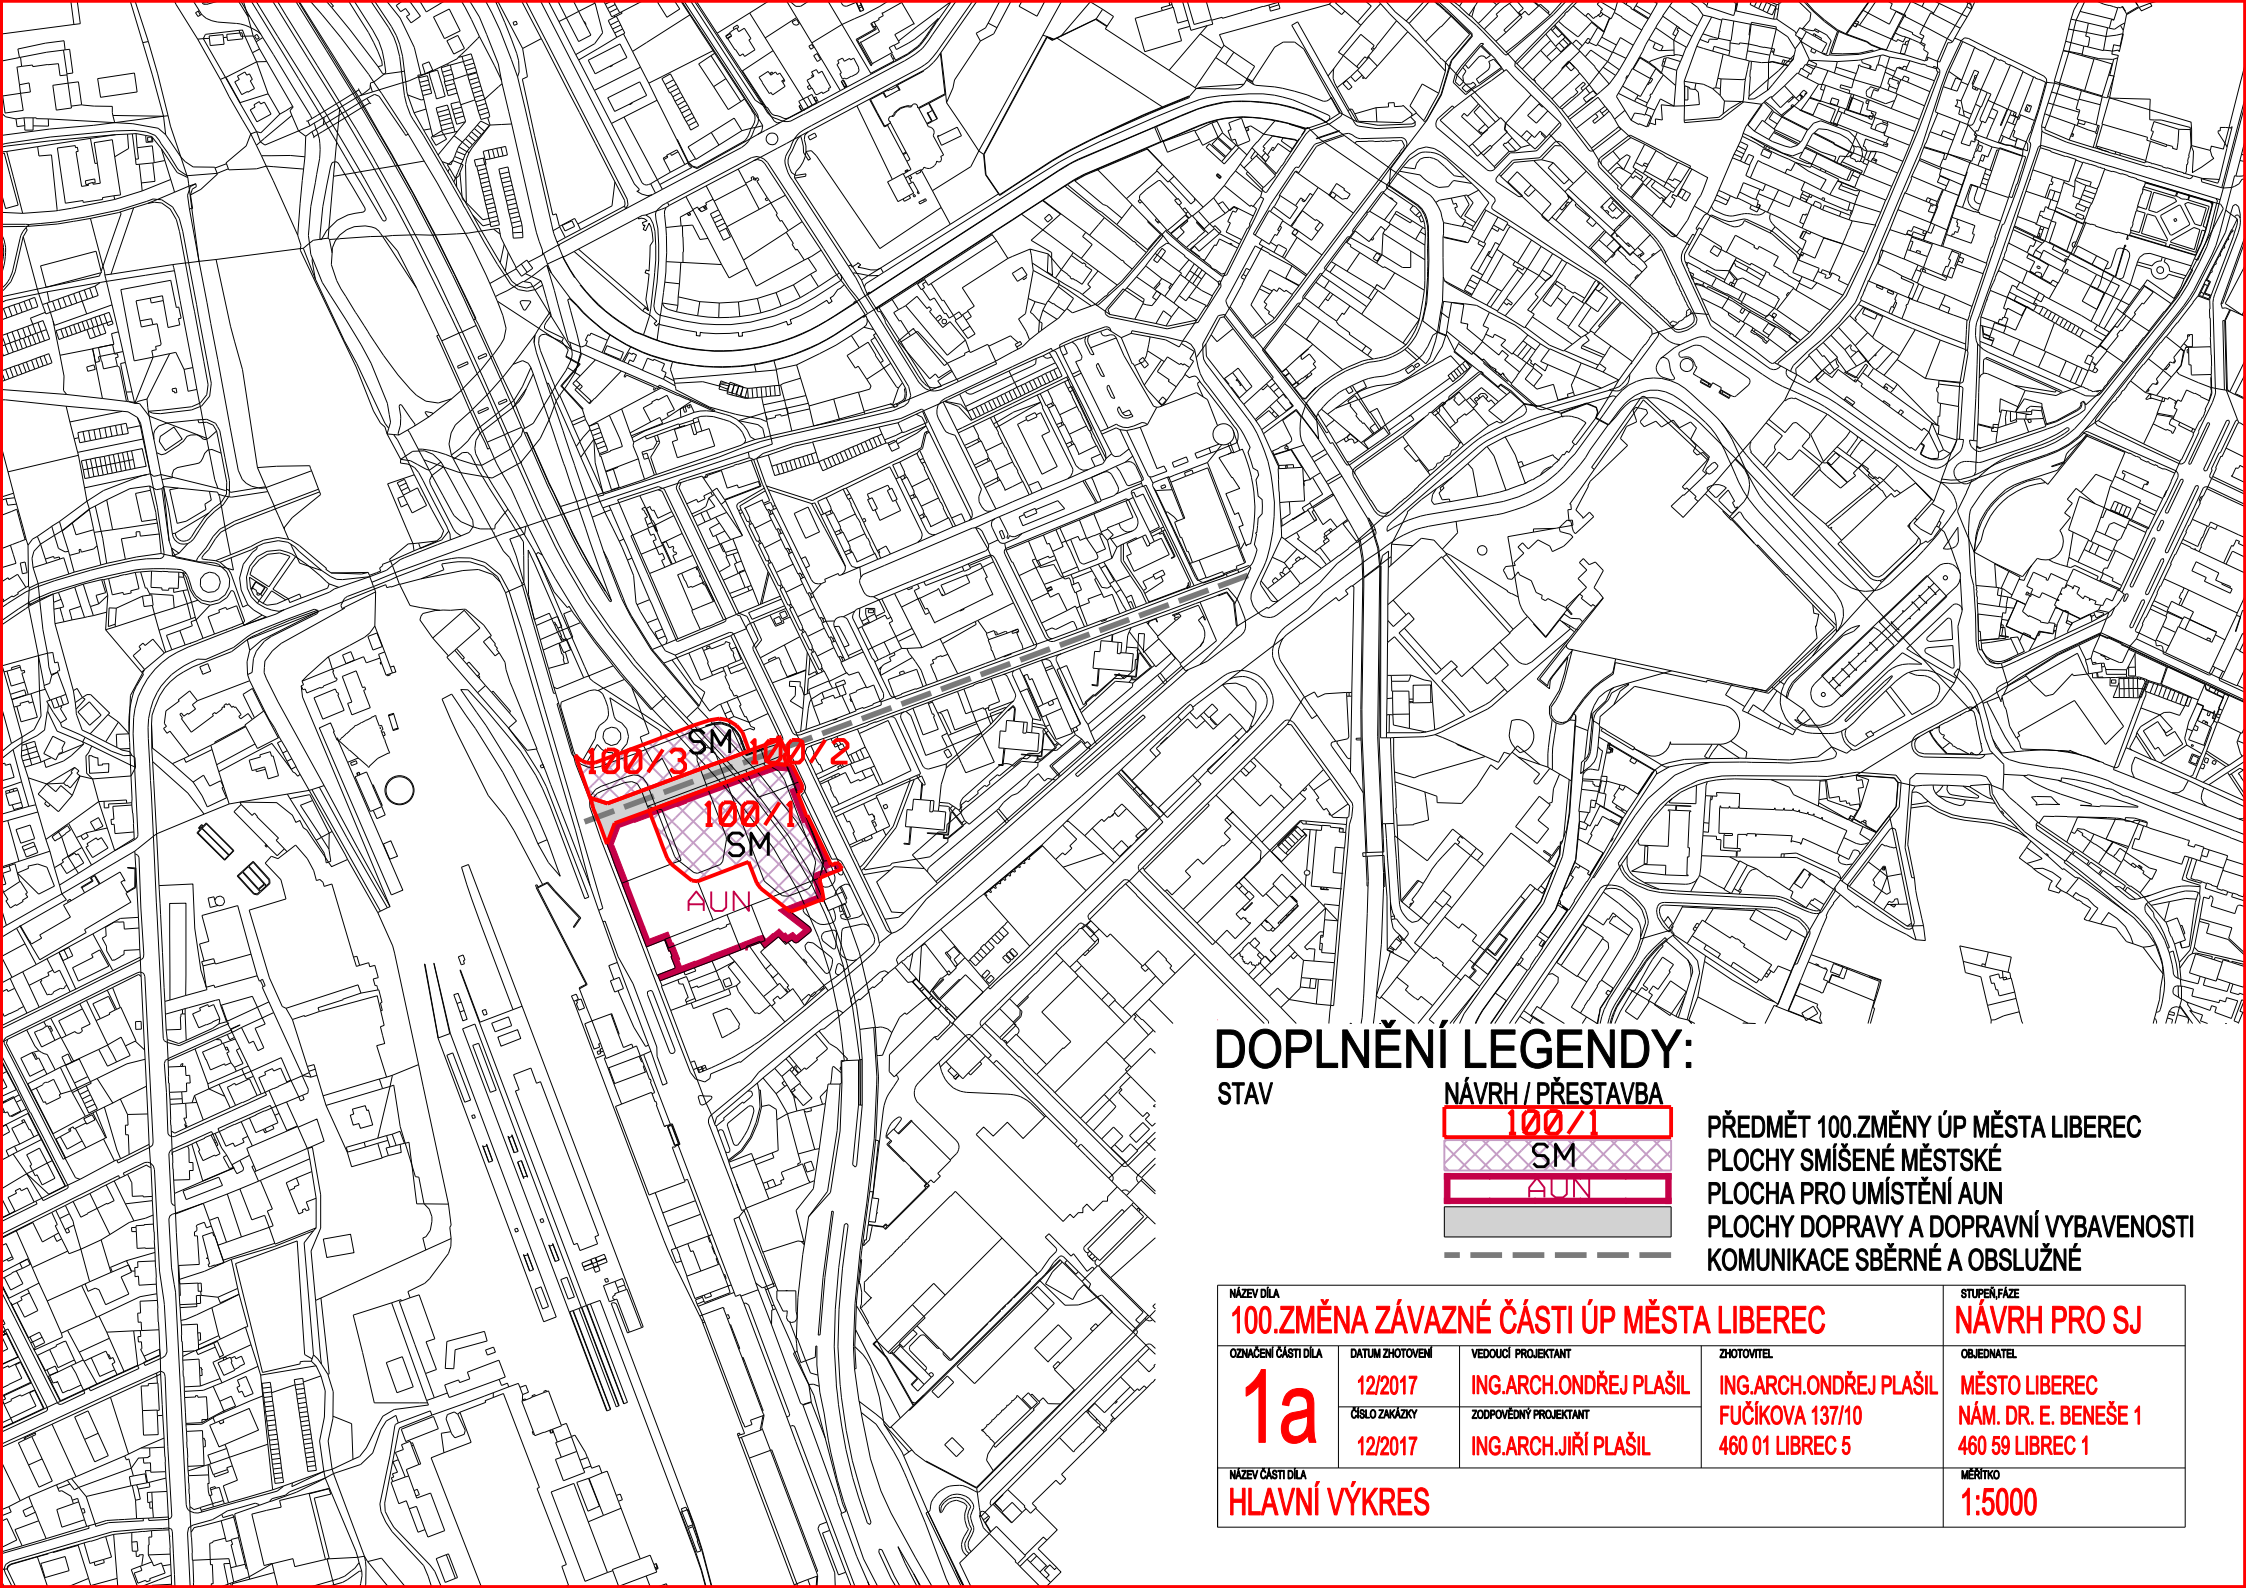 SM
100/3
100/2
100/1
SM
AUN
DOPLNĚNÍ LEGENDY:
STAV
NÁVRH / PŘESTAVBA
100/1
PŘEDMĚT 100.ZMĚNY ÚP MĚSTA LIBEREC
SM
PLOCHY SMÍŠENÉ MĚSTSKÉ
AUN
PLOCHA PRO UMÍSTĚNÍ AUN
PLOCHY DOPRAVY A DOPRAVNÍ VYBAVENOSTI
KOMUNIKACE SBĚRNÉ A OBSLUŽNÉ
NÁZEV DÍLA
100.ZMĚNA ZÁVAZNÉ ČÁSTI ÚP MĚSTA LIBEREC
STUPEŇ,FÁZE
NÁVRH PRO SJ
OZNAČENÍ ČÁSTI DÍLA
1a
DATUM ZHOTOVENÍ
12/2017
ČÍSLO ZAKÁZKY
12/2017
VEDOUCÍ PROJEKTANT
ING.ARCH.ONDŘEJ PLAŠIL
ZODPOVĚDNÝ PROJEKTANT
ING.ARCH.JIŘÍ PLAŠIL
ZHOTOVITEL
ING.ARCH.ONDŘEJ PLAŠIL
FUČÍKOVA 137/10
460 01 LIBREC 5
OBJEDNATEL
MĚSTO LIBEREC
NÁM. DR. E. BENEŠE 1
460 59 LIBREC 1
NÁZEV ČÁSTI DÍLA
HLAVNÍ VÝKRES
MĚŘÍTKO
1:5000